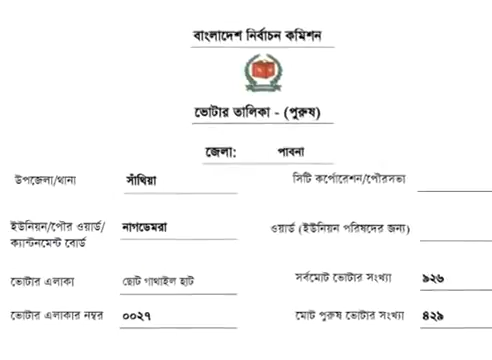 বাংলাদেশ নির্বাচন কমিশন
ভোটার তালিকা - (পুরুষ)
জেলা: পাবনা
উপজেলা/থানা সাঁথিয়া সিটি কর্পোরেশন/পৌরসভা
ইউনিয়ন/পৌর ওয়ার্ড/ক্যান্টনমেন্ট বোর্ড নাগডেমরা ওয়ার্ড (ইউনিয়ন পরিষদের জন্য)
ভোটার এলাকা ছোট পাথাইল হাট সর্বমোট ভোটার সংখ্যা ৯২৬
ভোটার এলাকার নম্বর ০০২৭ মোট পুরুষ ভোটার সংখ্যা ৪২৯